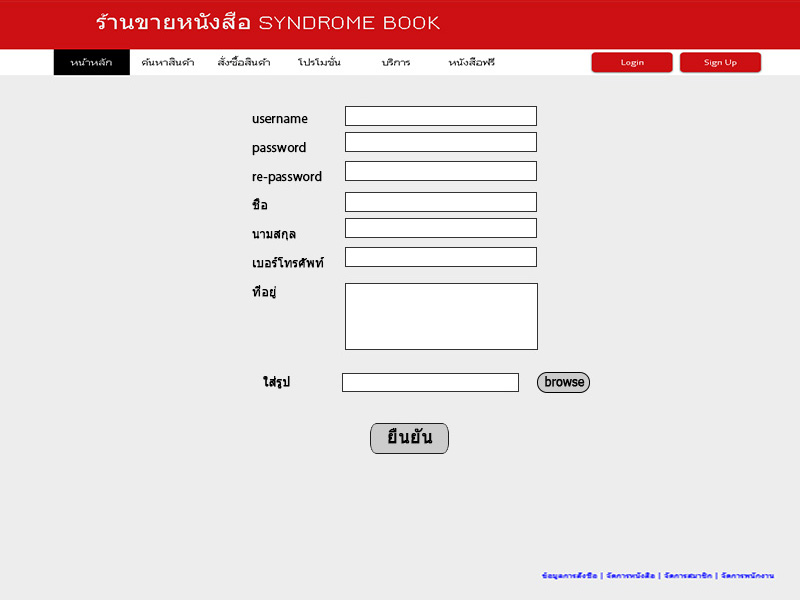 ร้านขายหนังสือ SYNDROME BOOK
หน้าหลัก ค้นหาสินค้า สั่งซื้อสินค้า โปรโมชั่น บริการ หนังสือฟรี Login Sign Up
username
password
re-password
ชื่อ
นามสกุล
เบอร์โทรศัพท์
ที่อยู่
ใส่รูป browse
ยืนยัน
ข้อมูลการสั่งซื้อ | จัดการหนังสือ | จัดการสมาชิก | จัดการพนักงาน